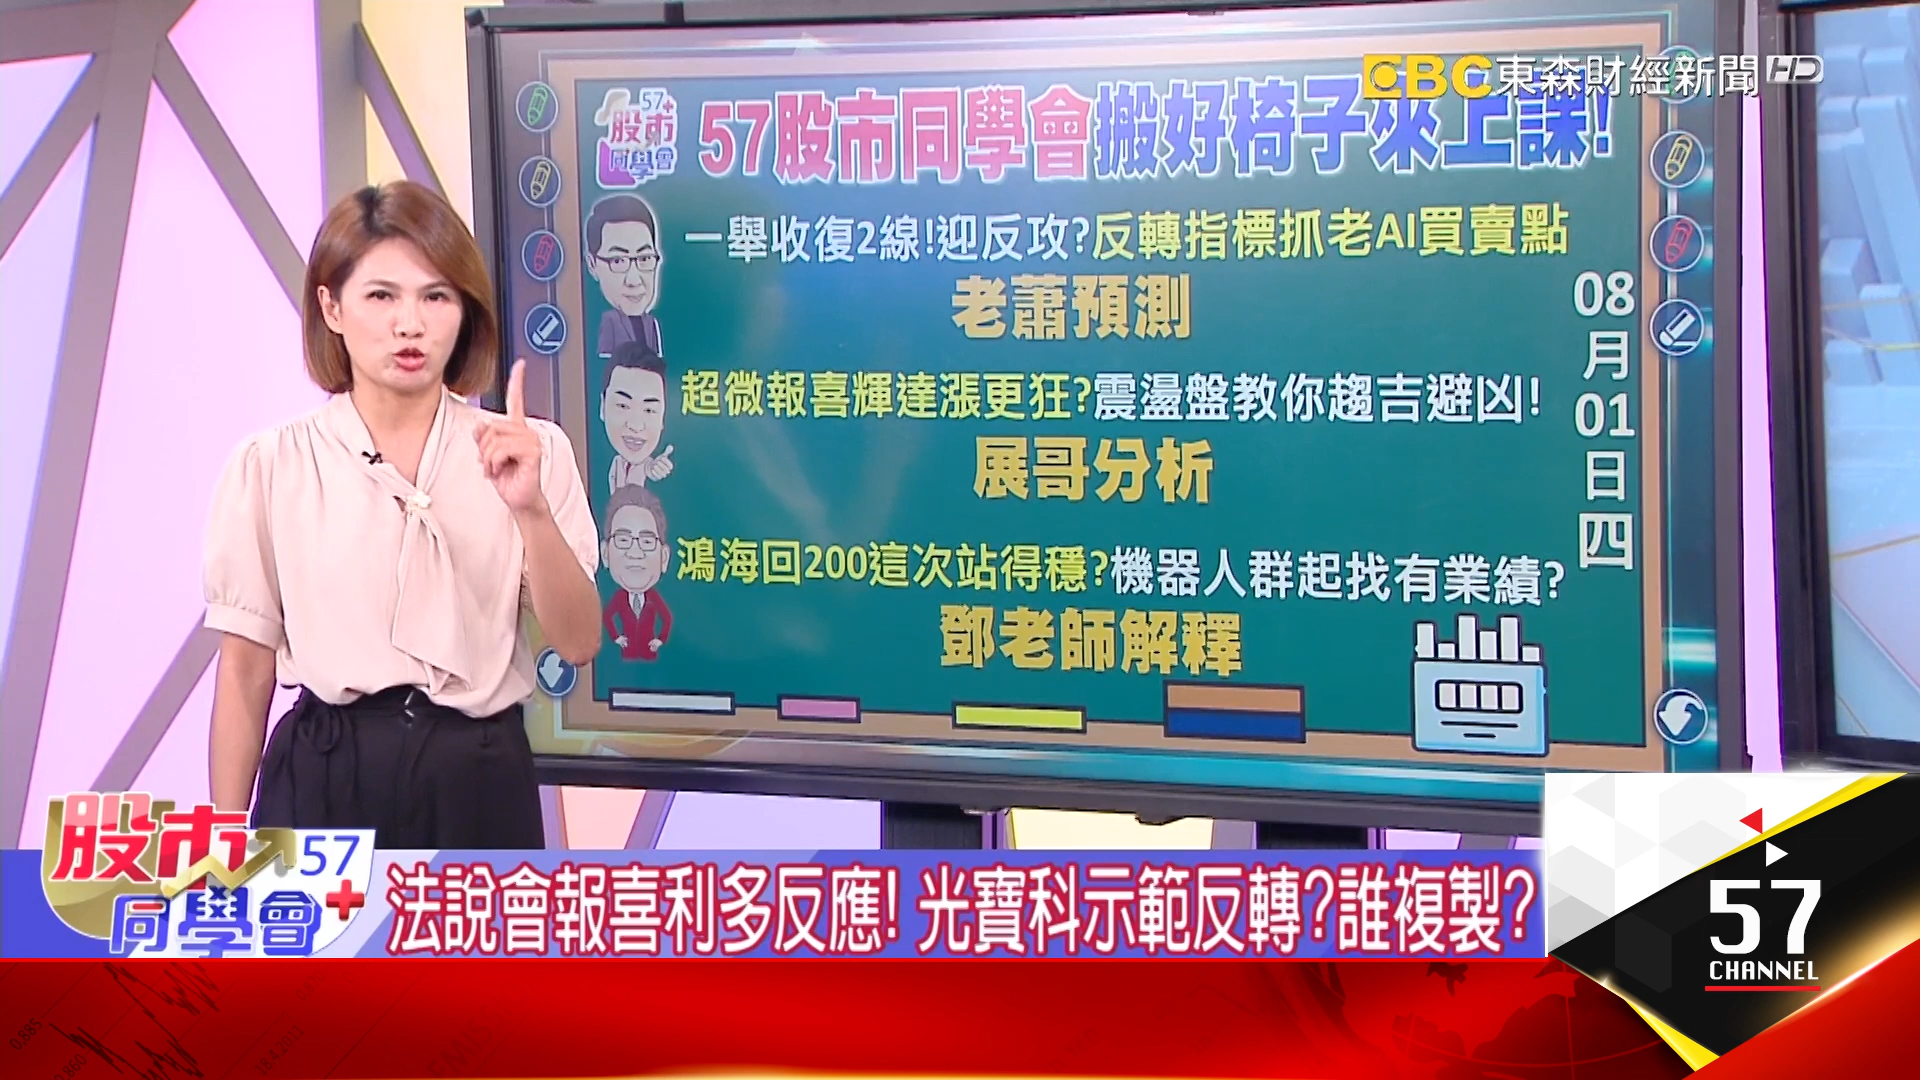 EBC東森財經新聞HD
57股市同學會
57股市同學會搬好椅子來上課!
一舉收復2線!迎反攻?反轉指標抓老AI買賣點
老蕭預測
超微報喜輝達漲更狂?震盪盤教你趨吉避凶!
展哥分析
鴻海回200這次站得穩?機器人群起找有業績?
鄧老師解釋
08
月
01
日
四
股市57
同學會+
法說會報喜利多反應! 光寶科示範反轉?誰複製?
57
CHANNEL
0.885
0.860
18.4.2011